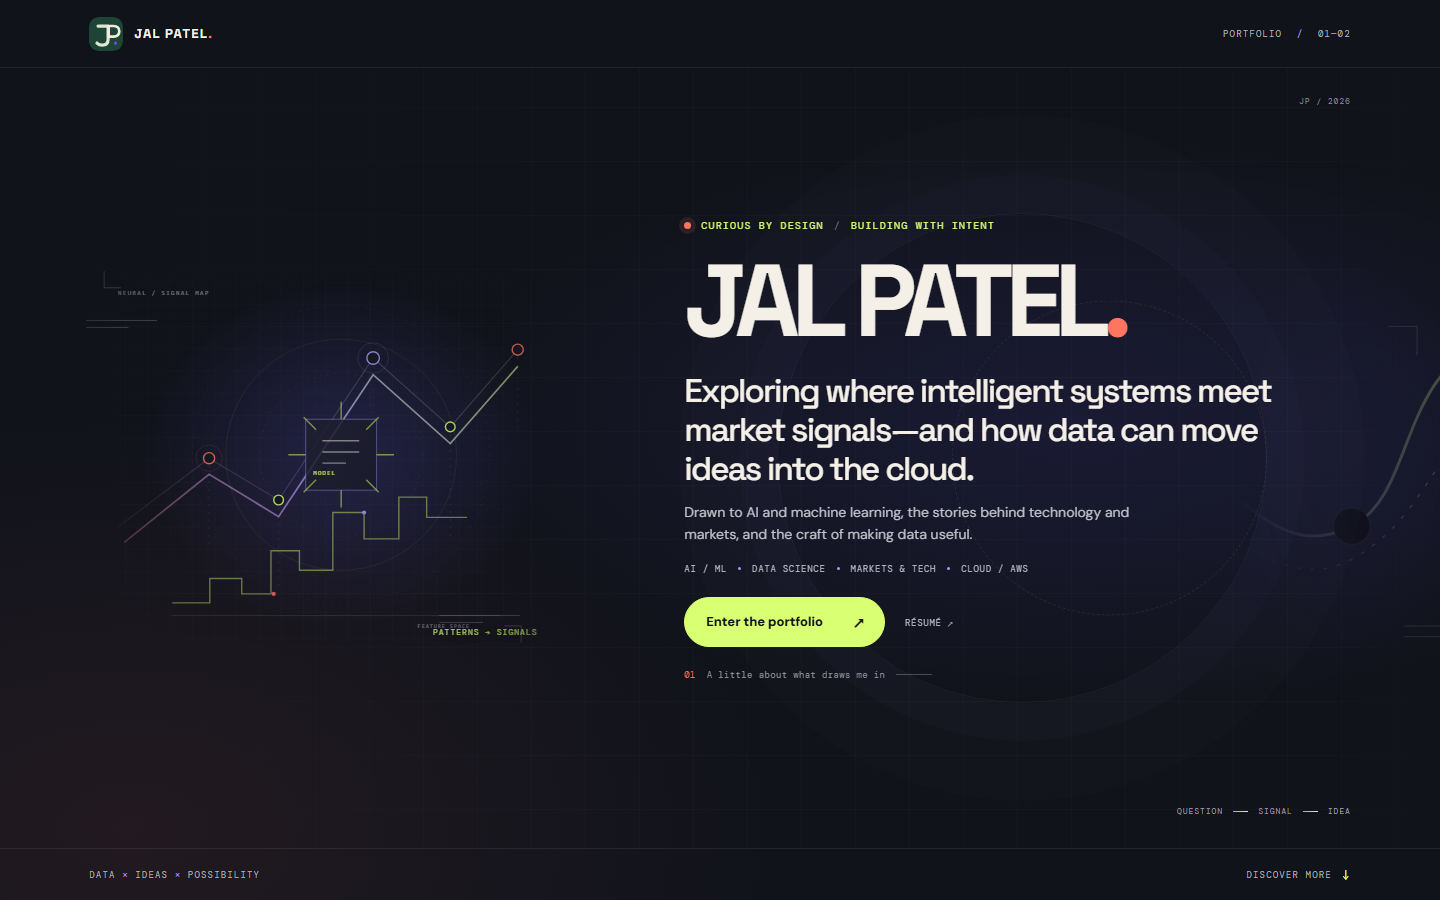 JP JAL PATEL.
PORTFOLIO / 01—02
JP / 2026
CURIOUS BY DESIGN / BUILDING WITH INTENT
JAL PATEL.
Exploring where intelligent systems meet
market signals—and how data can move
ideas into the cloud.
Drawn to AI and machine learning, the stories behind technology and
markets, and the craft of making data useful.
AI / ML • DATA SCIENCE • MARKETS & TECH • CLOUD / AWS
Enter the portfolio ↗
RÉSUMÉ ↗
01 A little about what draws me in
NEURAL / SIGNAL MAP
MODEL
FEATURE SPACE
PATTERNS → SIGNALS
QUESTION — SIGNAL — IDEA
DATA × IDEAS × POSSIBILITY
DISCOVER MORE ↓